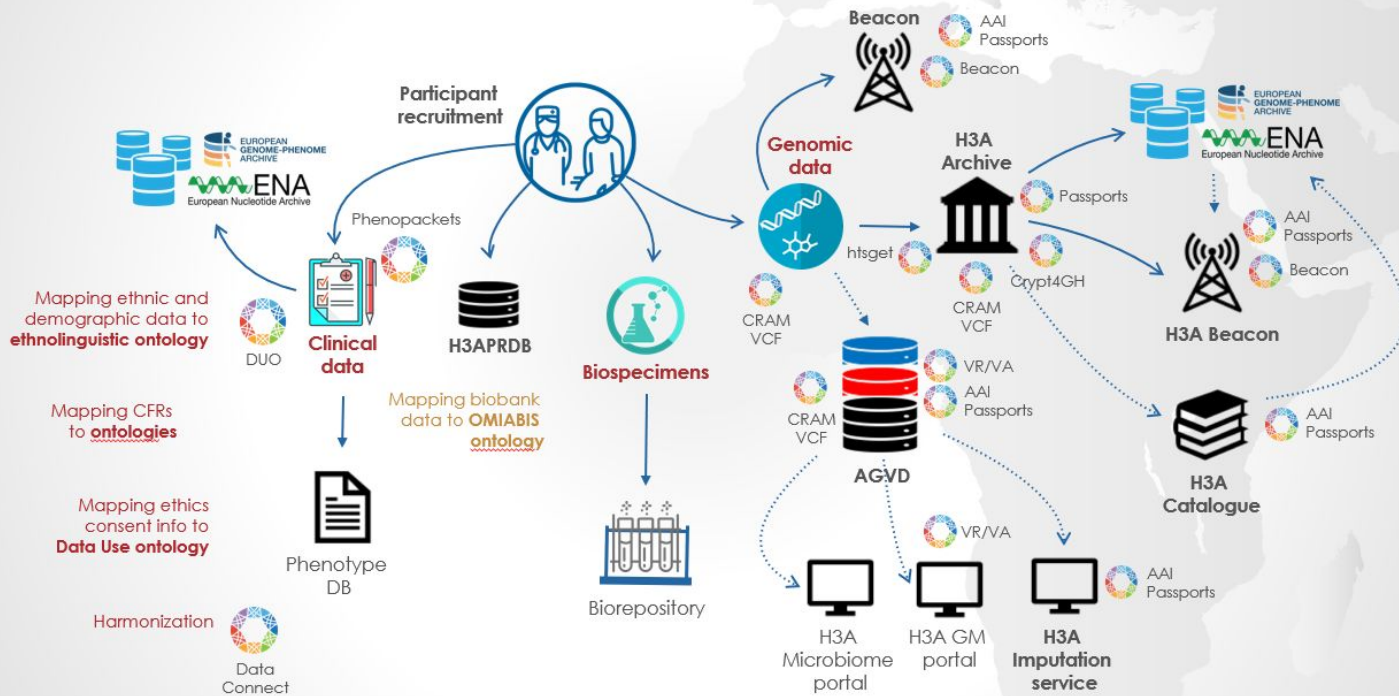 Beacon
AAI
Passports
Beacon
Participant
recruitment
EUROPEAN
GENOME-PHENOME
ARCHIVE
ENA
European Nucleotide Archive
Phenopackets
Genomic
data
H3A
Archive
EUROPEAN
GENOME-PHENOME
ARCHIVE
ENA
European Nucleotide Archive
Passports
htsget
Crypt4GH
CRAM
VCF
CRAM
VCF
AAI
Passports
Beacon
H3A Beacon
Mapping ethnic and
demographic data to
ethnolinguistic ontology
DUO
Clinical
data
H3APRDB
Biospecimens
Mapping CFRs
to ontologies
Mapping biobank
data to OMIABIS
ontology
CRAM
VCF
VR/VA
AAI
Passports
AGVD
AAI
Passports
H3A
Catalogue
Mapping ethics
consent info to
Data Use ontology
Phenotype
DB
Biorepository
VR/VA
AAI
Passports
Harmonization
Data
Connect
H3A
Microbiome
portal
H3A GM
portal
H3A
Imputation
service